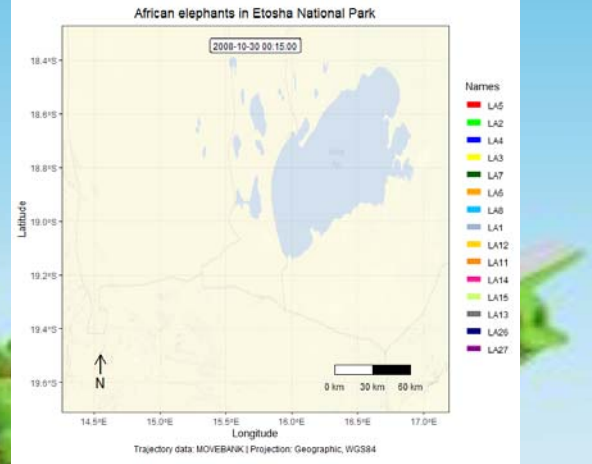 African elephants in Etosha National Park
2008-10-30 00:15:00
18.4°S
18.6°S
18.8°S
19.0°S
19.2°S
19.4°S
19.6°S
Latitude
N
0 km 30 km 60 km
14.5°E 15.0°E 15.5°E 16.0°E 16.5°E 17.0°E
Longitude
Trajectory data: MOVEBANK | Projection: Geographic, WGS84
Names
LA5
LA2
LA4
LA3
LA7
LA6
LA8
LA1
LA12
LA11
LA14
LA15
LA13
LA26
LA27